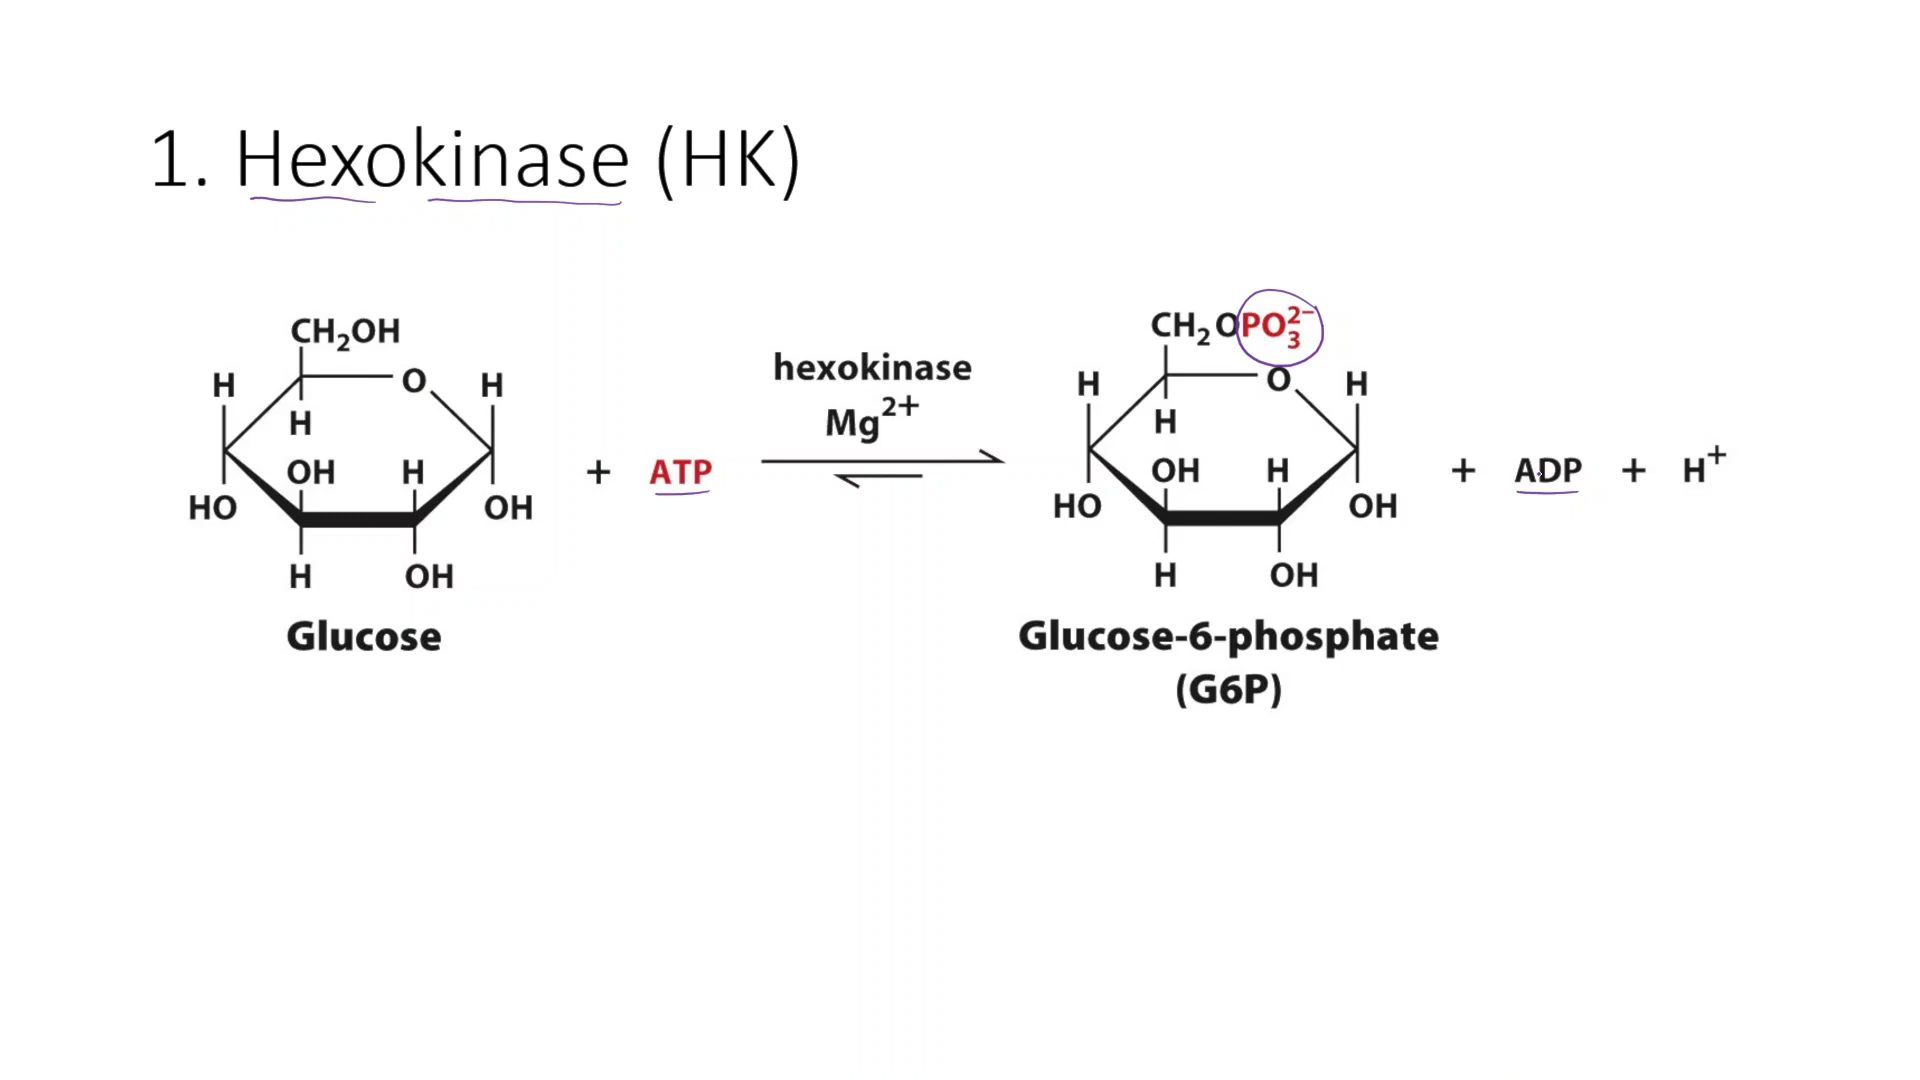 1. Hexokinase (HK)
CH₂OH
H O H
H
OH H
HO OH
H OH
Glucose
+ ATP
hexokinase
Mg²⁺
CH₂OPO₃²⁻
H O H
H
OH H
HO OH
H OH
Glucose-6-phosphate
(G6P)
+ ADP + H⁺